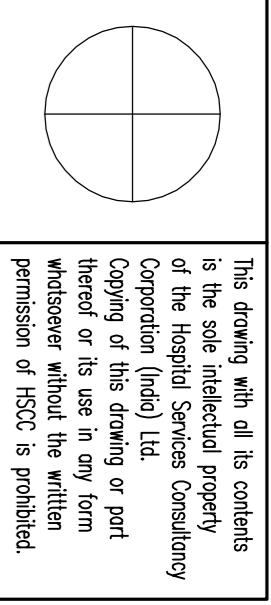 This drawing with all its contents
is the sole intellectual property
of the Hospital Services Consultancy
Corporation (India) Ltd.
Copying of this drawing or part
thereof or its use in any form
whatsoever without the writtten
permission of HSCC is prohibited.